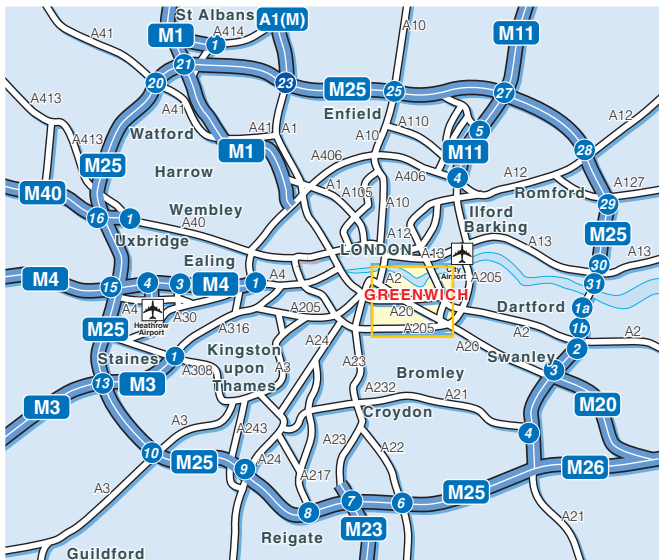 St Albans
A1(M)
A10
A41
M1
1
A414
M11
21
20
23
M25
25
27
A413
A41
A41
A1
Enfield
A110
5
A12
Watford
A10
28
A413
M25
M1
A406
M11
Harrow
A406
4
A12
Romford
A127
M40
A1
A105
A10
29
Wembley
Ilford
16
1
A40
A12
Barking
M25
Uxbridge
LONDON
A13
A13
A13
Ealing
30
M4
15
4
3
M4
1
A4
A2
City
Airport
A205
31
GREENWICH
A4
A30
Heathrow
Airport
A205
A20
Dartford
1a
M25
A316
A205
A2
1b
A2
Staines
1
Kingston
upon
Thames
A24
A23
A20
Swanley
2
13
M3
A308
A3
Bromley
3
A232
M3
A21
M20
Croydon
A3
A243
4
10
A23
A22
M25
9
A24
A217
M26
A3
7
6
M25
8
A21
Reigate
M23
Guildford